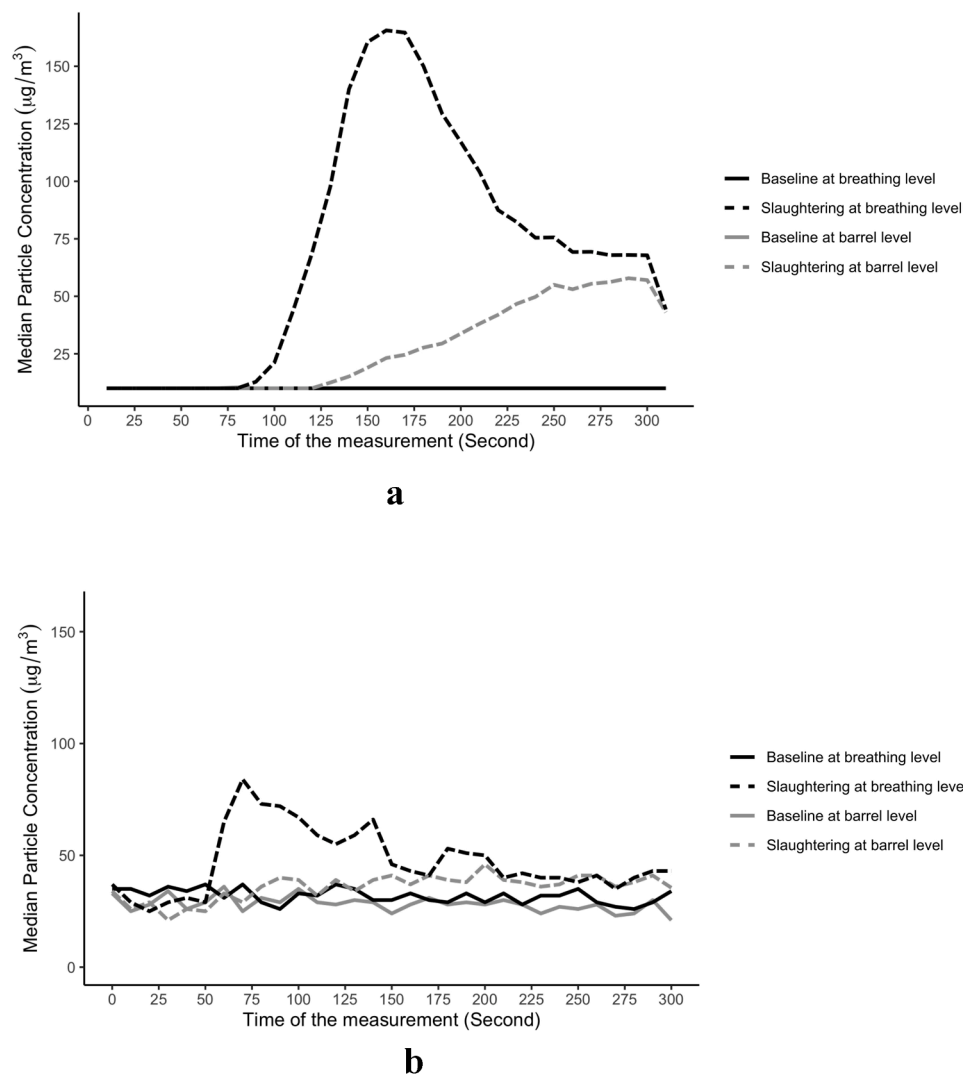 Median Particle Concentration (µg/m³)
150
100
75
50
25
0 25 50 75 100 125 150 175 200 225 250 275 300
Time of the measurement (Second)
Baseline at breathing level
Slaughtering at breathing level
Baseline at barrel level
Slaughtering at barrel level
a
Median Particle Concentration (µg/m³)
150
100
50
0
0 25 50 75 100 125 150 175 200 225 250 275 300
Time of the measurement (Second)
Baseline at breathing level
Slaughtering at breathing leve
Baseline at barrel level
Slaughtering at barrel level
b